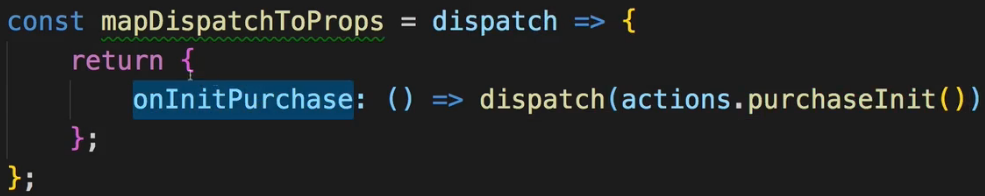 const mapDispatchToProps = dispatch => {
return {
onInitPurchase: () => dispatch(actions.purchaseInit())
};
};